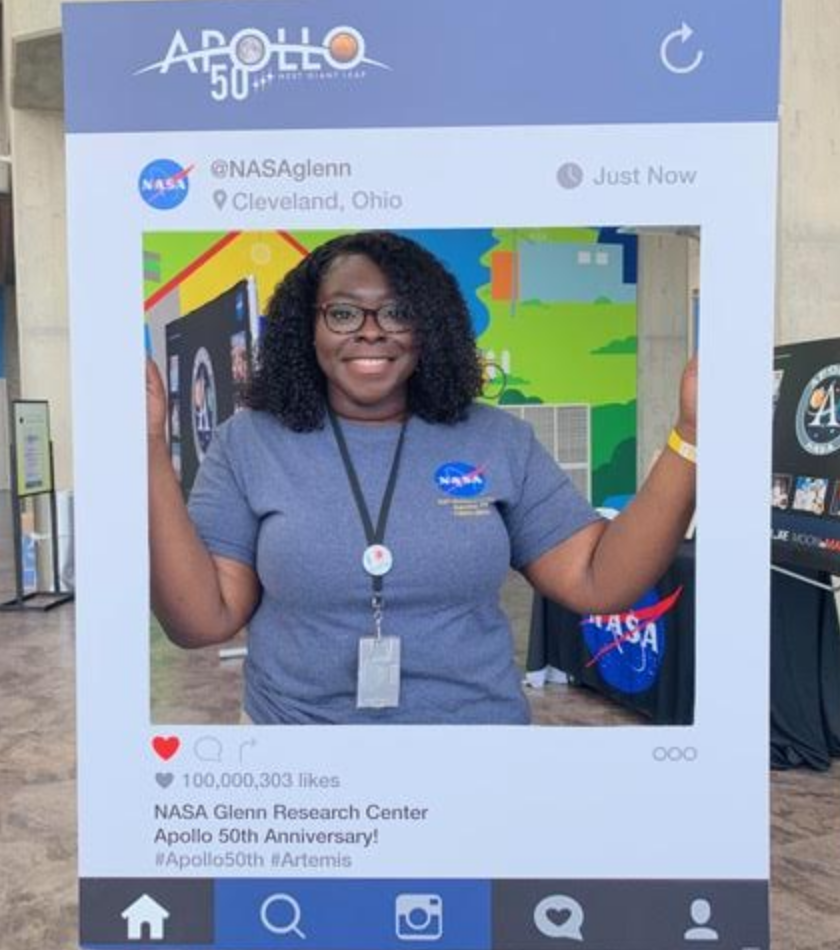 APOLLO
50
NEXT GIANT LEAP
@NASAglenn
NASA
Cleveland, Ohio
Just Now
NASA
NASA
100,000,303 likes
NASA Glenn Research Center
Apollo 50th Anniversary!
#Apollo50th #Artemis
MOON